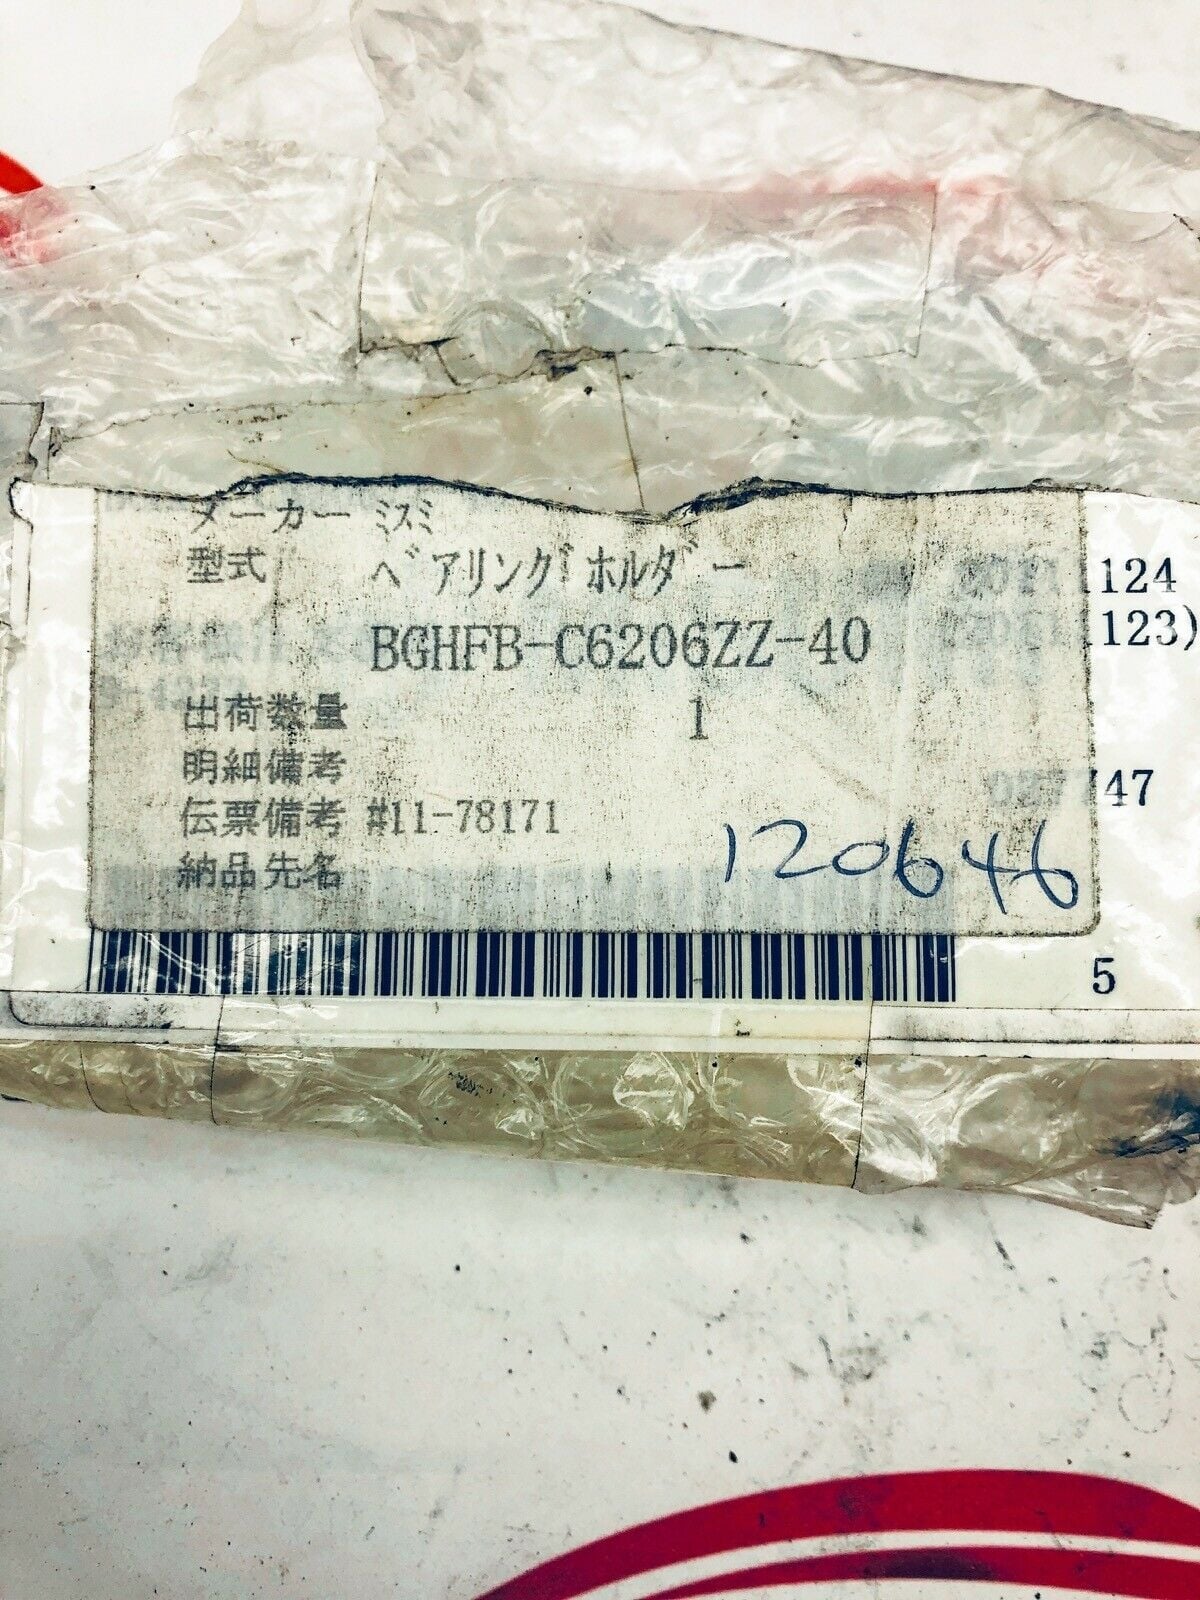 メーカー ﾐｽﾐ
型式 ﾍﾞｱﾘﾝｸﾞﾎﾙﾀﾞｰ
124
BGHFB-C6206ZZ-40
123)
出荷数量 1
明細備考
47
伝票備考 #11-78171
120646
納品先名
5